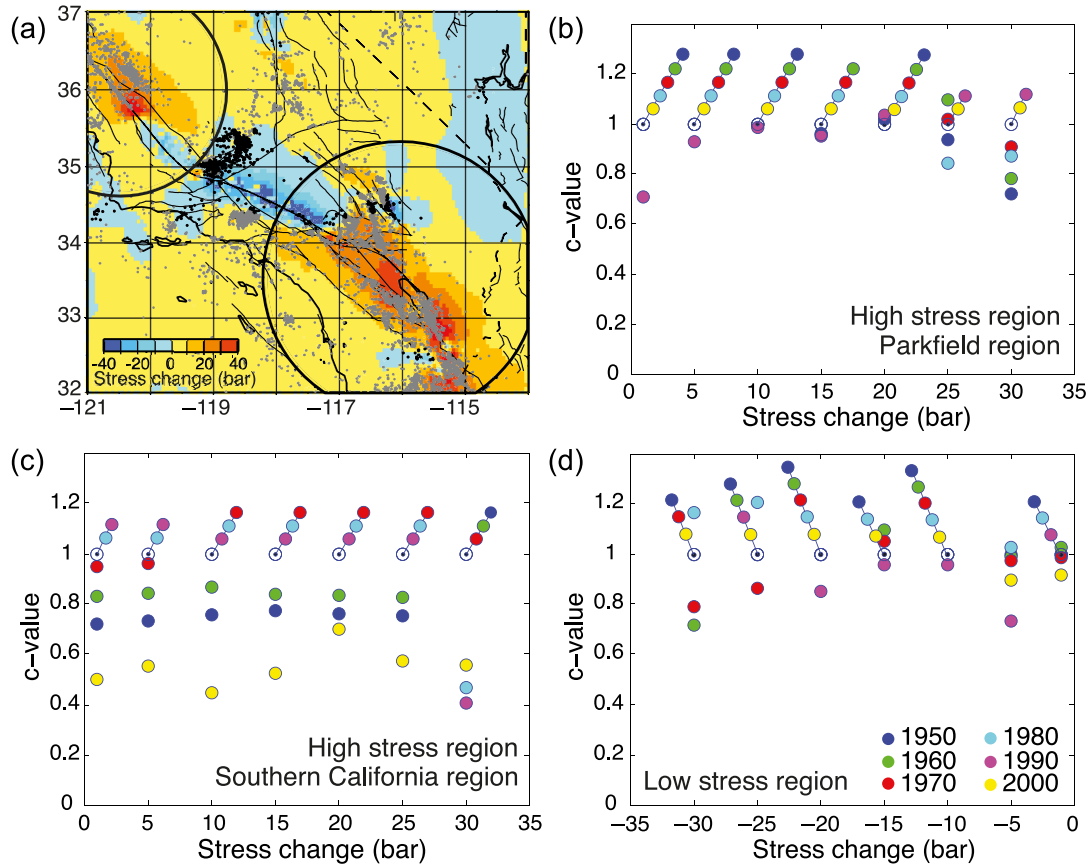 (a)
37
36
35
34
33
32
−40 −20 0 20 40
Stress change (bar)
−121 −119 −117 −115
(b)
c−value
1.2
1
0.8
0.6
0.4
0.2
0
High stress region
Parkfield region
0 5 10 15 20 25 30 35
Stress change (bar)
(c)
c−value
1.2
1
0.8
0.6
0.4
0.2
0
High stress region
Southern California region
0 5 10 15 20 25 30 35
Stress change (bar)
(d)
c−value
1.2
1
0.8
0.6
0.4
0.2
0
1950 1980
1960 1990
1970 2000
Low stress region
−35 −30 −25 −20 −15 −10 −5 0
Stress change (bar)